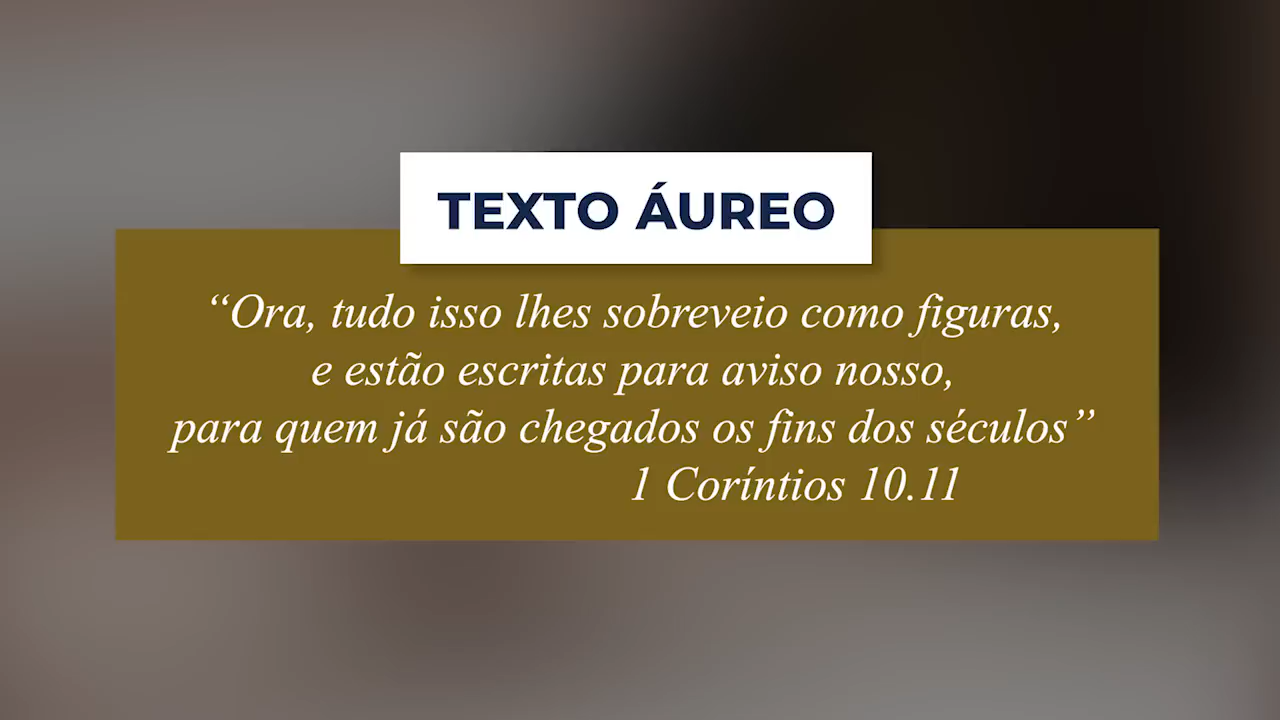 TEXTO ÁUREO
“Ora, tudo isso lhes sobreveio como figuras,
e estão escritas para aviso nosso,
para quem já são chegados os fins dos séculos”
1 Coríntios 10.11